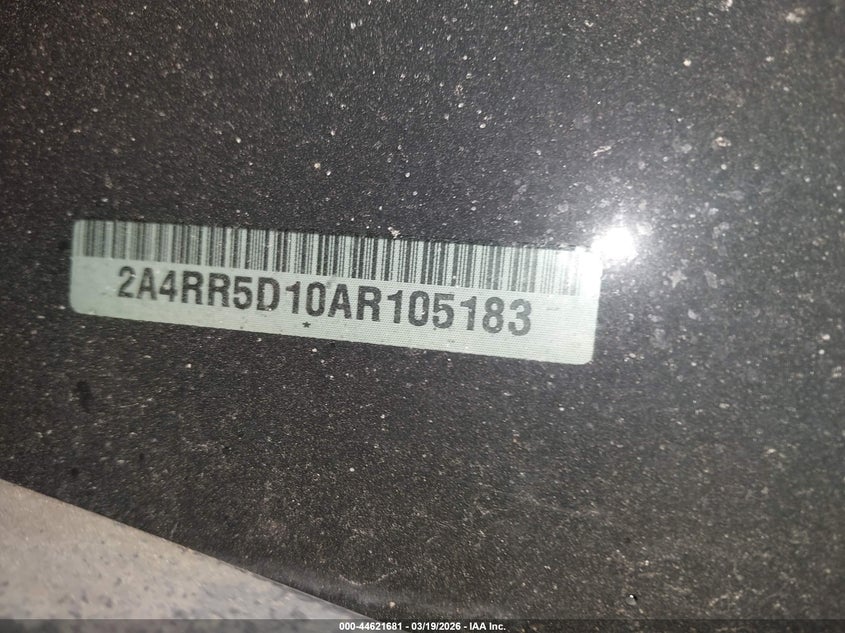 2A4RR5D10AR105183
*
000-44621681 - 03/19/2026 - IAA Inc.